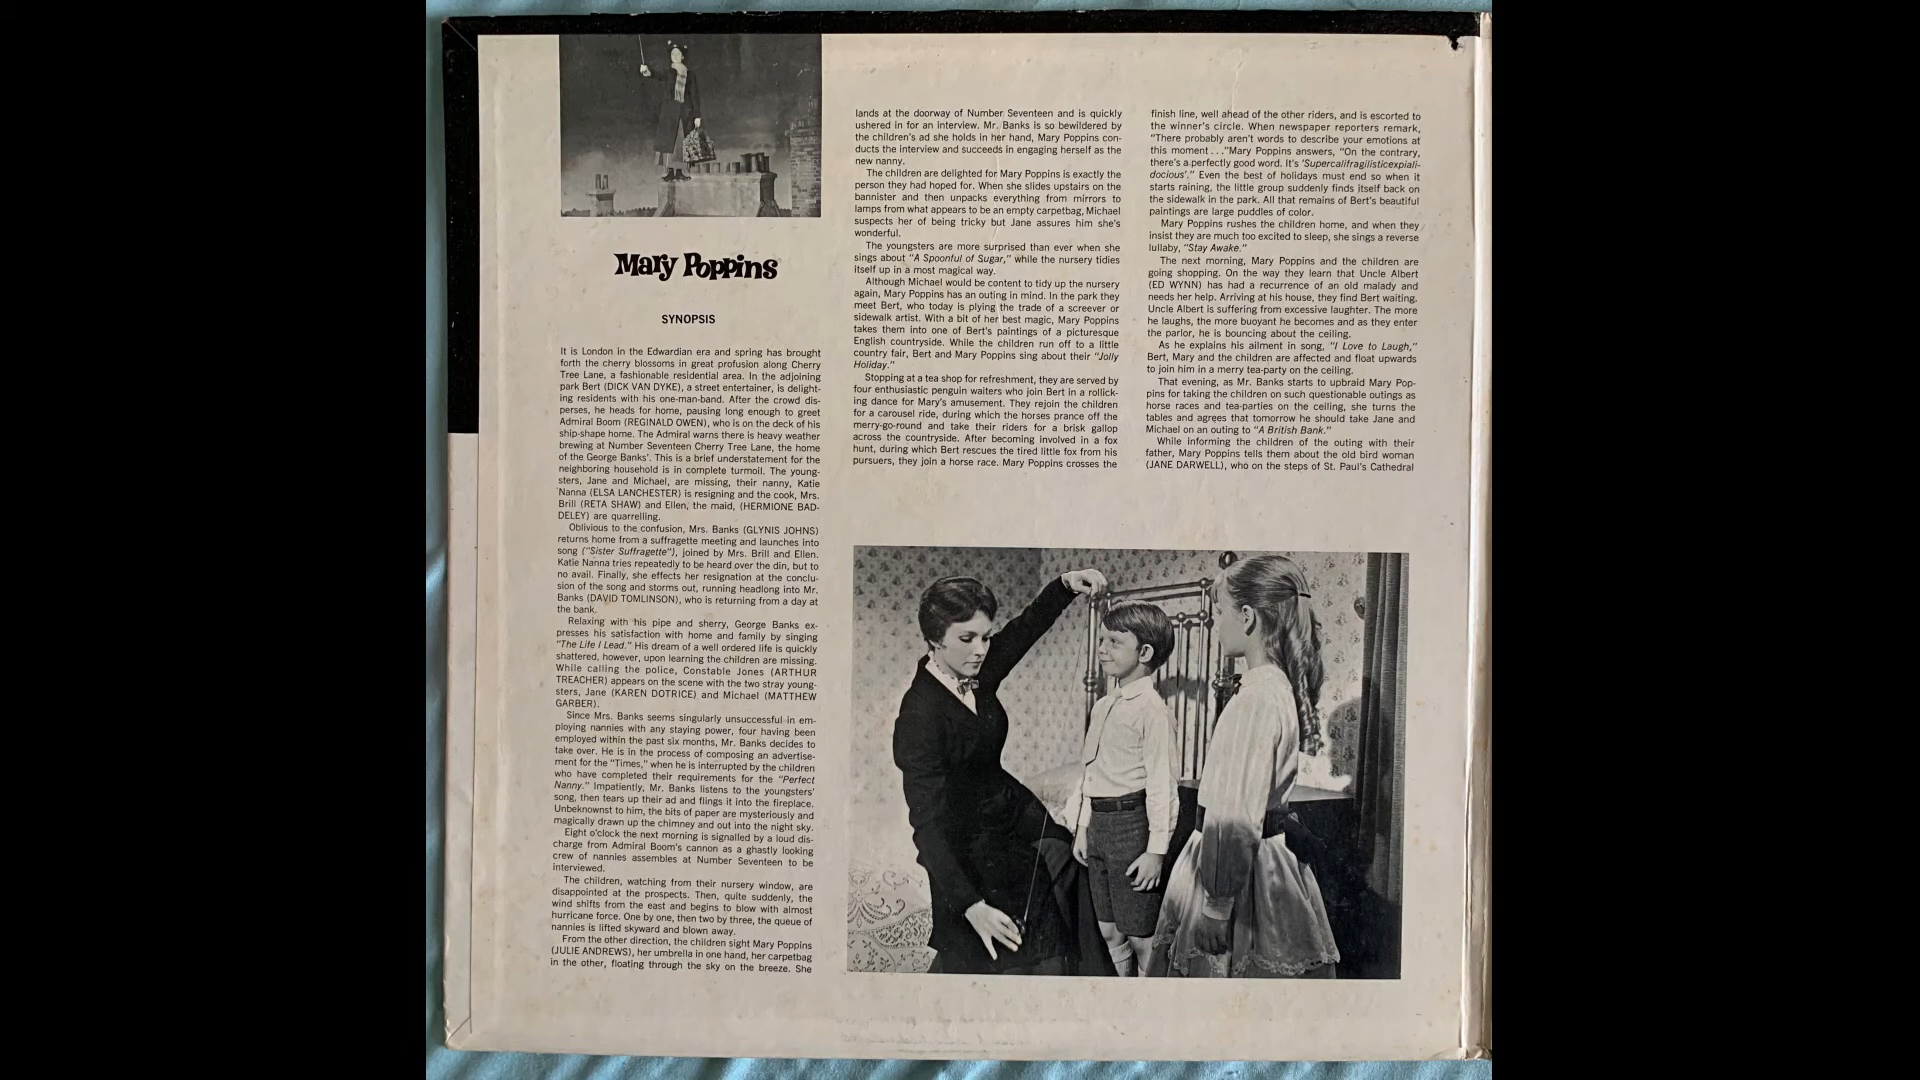 Mary Poppins
SYNOPSIS
It is London in the Edwardian era and spring has brought
forth the cherry blossoms in great profusion along Cherry
Tree Lane, a fashionable residential area. In the adjoining
park Bert (DICK VAN DYKE), a street entertainer, is delight-
ing residents with his one-man-band. After the crowd dis-
perses, he heads for home, pausing long enough to greet
Admiral Boom (REGINALD OWEN), who is on the deck of his
ship-shape home. The Admiral warns there is heavy weather
brewing at Number Seventeen Cherry Tree Lane, the home
of the George Banks'. This is a brief understatement for the
neighboring household is in complete turmoil. The young-
sters, Jane and Michael, are missing, their nanny, Katie
Nanna (ELSA LANCHESTER) is resigning and the cook, Mrs.
Brill (RETA SHAW) and Ellen, the maid, (HERMIONE BAD-
DELEY) are quarrelling.
Oblivious to the confusion, Mrs. Banks (GLYNIS JOHNS)
returns home from a suffragette meeting and launches into
song ("Sister Suffragette"), joined by Mrs. Brill and Ellen.
Katie Nanna tries repeatedly to be heard over the din, but to
no avail. Finally, she effects her resignation at the conclu-
sion of the song and storms out, running headlong into Mr.
Banks (DAVID TOMLINSON), who is returning from a day at
the bank.
Relaxing with his pipe and sherry, George Banks ex-
presses his satisfaction with home and family by singing
"The Life I Lead." His dream of a well ordered life is quickly
shattered, however, upon learning the children are missing.
While calling the police, Constable Jones (ARTHUR
TREACHER) appears on the scene with the two stray young-
sters, Jane (KAREN DOTRICE) and Michael (MATTHEW
GARBER).
Since Mrs. Banks seems singularly unsuccessful in em-
ploying nannies with any staying power, four having been
employed within the past six months, Mr. Banks decides to
take over. He is in the process of composing an advertise-
ment for the "Times," when he is interrupted by the children
who have completed their requirements for the "Perfect
Nanny." Impatiently, Mr. Banks listens to the youngsters'
song, then tears up their ad and flings it into the fireplace.
Unbeknownst to him, the bits of paper are mysteriously and
magically drawn up the chimney and out into the night sky.
Eight o'clock the next morning is signalled by a loud dis-
charge from Admiral Boom's cannon as a ghastly looking
crew of nannies assembles at Number Seventeen to be
interviewed.
The children, watching from their nursery window, are
disappointed at the prospects. Then, quite suddenly, the
wind shifts from the east and begins to blow with almost
hurricane force. One by one, then two by three, the queue of
nannies is lifted skyward and blown away.
From the other direction, the children sight Mary Poppins
(JULIE ANDREWS), her umbrella in one hand, her carpetbag
in the other, floating through the sky on the breeze. She
lands at the doorway of Number Seventeen and is quickly
ushered in for an interview. Mr. Banks is so bewildered by
the children's ad she holds in her hand, Mary Poppins con-
ducts the interview and succeeds in engaging herself as the
new nanny.
The children are delighted for Mary Poppins is exactly the
person they had hoped for. When she slides upstairs on the
bannister and then unpacks everything from mirrors to
lamps from what appears to be an empty carpetbag, Michael
suspects her of being tricky but Jane assures him she's
wonderful.
The youngsters are more surprised than ever when she
sings about "A Spoonful of Sugar," while the nursery tidies
itself up in a most magical way.
Although Michael would be content to tidy up the nursery
again, Mary Poppins has an outing in mind. In the park they
meet Bert, who today is plying the trade of a screever or
sidewalk artist. With a bit of her best magic, Mary Poppins
takes them into one of Bert's paintings of a picturesque
English countryside. While the children run off to a little
country fair, Bert and Mary Poppins sing about their "Jolly
Holiday."
Stopping at a tea shop for refreshment, they are served by
four enthusiastic penguin waiters who join Bert in a rollick-
ing dance for Mary's amusement. They rejoin the children
for a carousel ride, during which the horses prance off the
merry-go-round and take their riders for a brisk gallop
across the countryside. After becoming involved in a fox
hunt, during which Bert rescues the tired little fox from his
pursuers, they join a horse race. Mary Poppins crosses the
finish line, well ahead of the other riders, and is escorted to
the winner's circle. When newspaper reporters remark,
"There probably aren't words to describe your emotions at
this moment . . ."Mary Poppins answers, "On the contrary,
there's a perfectly good word. It's 'Supercalifragilisticexpiali-
docious'." Even the best of holidays must end so when it
starts raining, the little group suddenly finds itself back on
the sidewalk in the park. All that remains of Bert's beautiful
paintings are large puddles of color.
Mary Poppins rushes the children home, and when they
insist they are much too excited to sleep, she sings a reverse
lullaby, "Stay Awake."
The next morning, Mary Poppins and the children are
going shopping. On the way they learn that Uncle Albert
(ED WYNN) has had a recurrence of an old malady and
needs her help. Arriving at his house, they find Bert waiting.
Uncle Albert is suffering from excessive laughter. The more
he laughs, the more buoyant he becomes and as they enter
the parlor, he is bouncing about the ceiling.
As he explains his ailment in song, "I Love to Laugh,"
Bert, Mary and the children are affected and float upwards
to join him in a merry tea-party on the ceiling.
That evening, as Mr. Banks starts to upbraid Mary Pop-
pins for taking the children on such questionable outings as
horse races and tea-parties on the ceiling, she turns the
tables and agrees that tomorrow he should take Jane and
Michael on an outing to "A British Bank."
While informing the children of the outing with their
father, Mary Poppins tells them about the old bird woman
(JANE DARWELL), who on the steps of St. Paul's Cathedral